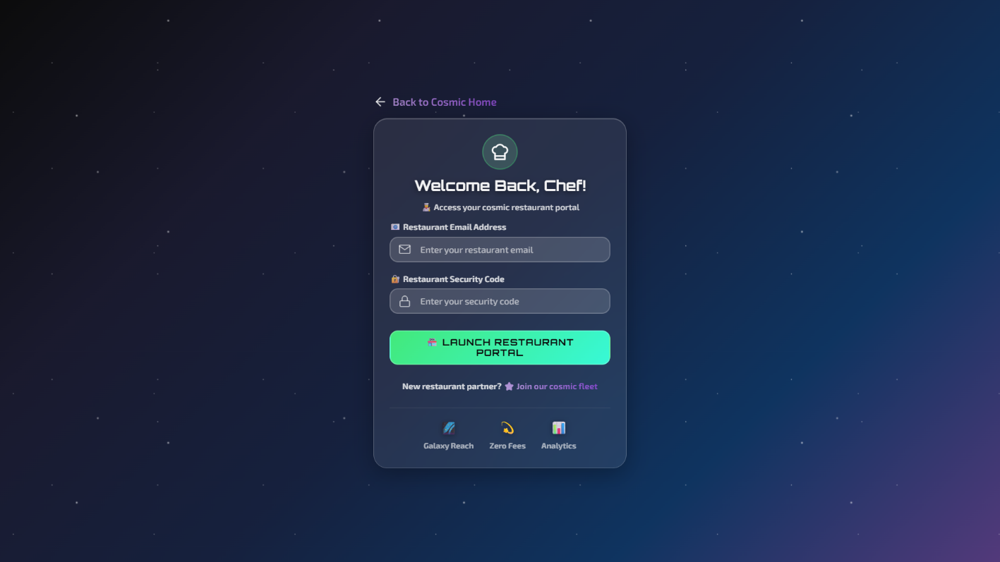 Back to Cosmic Home
Welcome Back, Chef!
Access your cosmic restaurant portal
Restaurant Email Address
Enter your restaurant email
Restaurant Security Code
Enter your security code
LAUNCH RESTAURANT
PORTAL
New restaurant partner? Join our cosmic fleet
Galaxy Reach Zero Fees Analytics